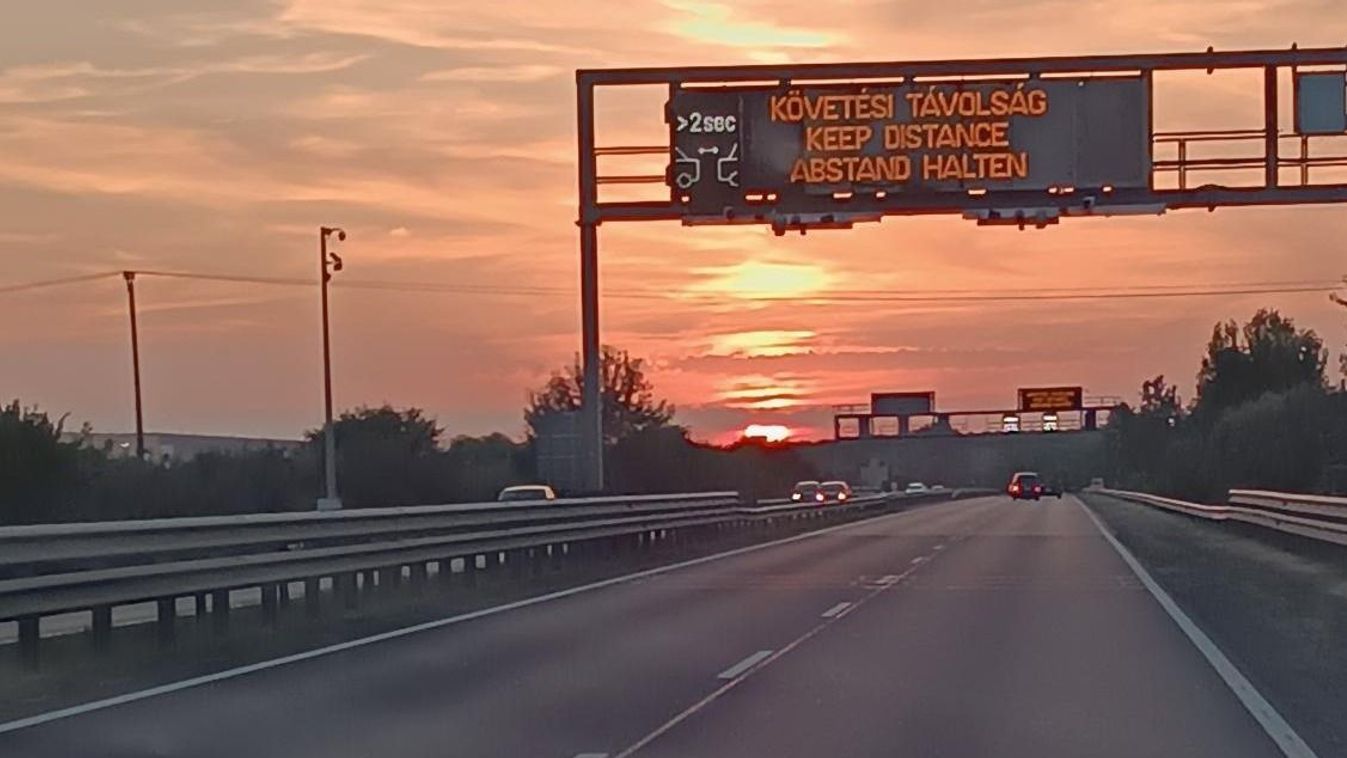 >2sec
KÖVETÉSI TÁVOLSÁG
KEEP DISTANCE
ABSTAND HALTEN